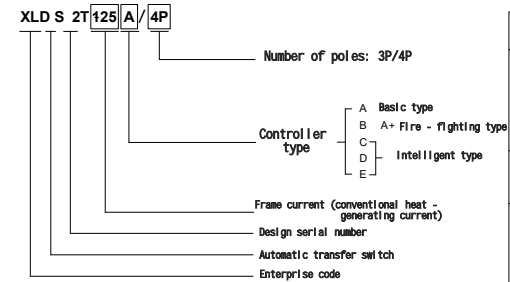 XLD S 2T 125 A / 4P
Number of poles: 3P/4P
A Basic type
B A+ Fire - fighting type
Controller type
C
D Intelligent type
E
Frame current (conventional heat -
generating current)
Design serial number
Automatic transfer switch
Enterprise code